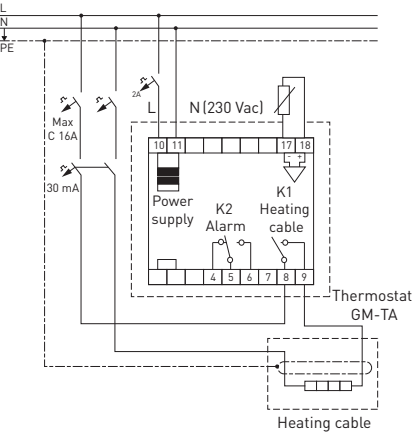 L
N
PE
2A
L
N (230 Vac)
Max
C 16A
10 11
17 18
- +
30 mA
Power
supply
K1
Heating
cable
K2
Alarm
4 5 6 7 8 9
Thermostat
GM-TA
Heating cable